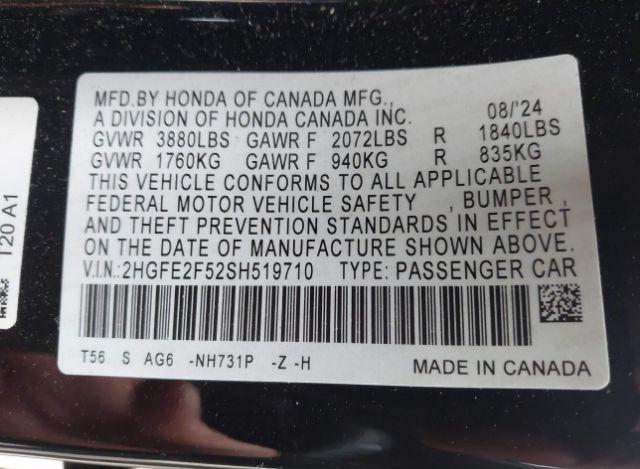 MFD.BY HONDA OF CANADA MFG.,
A DIVISION OF HONDA CANADA INC. 08/'24
GVWR 3880LBS GAWR F 2072LBS R 1840LBS
GVWR 1760KG GAWR F 940KG R 835KG
THIS VEHICLE CONFORMS TO ALL APPLICABLE
FEDERAL MOTOR VEHICLE SAFETY , BUMPER ,
AND THEFT PREVENTION STANDARDS IN EFFECT
ON THE DATE OF MANUFACTURE SHOWN ABOVE.
V.I.N.:2HGFE2F52SH519710 TYPE: PASSENGER CAR
T56 S AG6 -NH731P -Z -H MADE IN CANADA
T20 A1